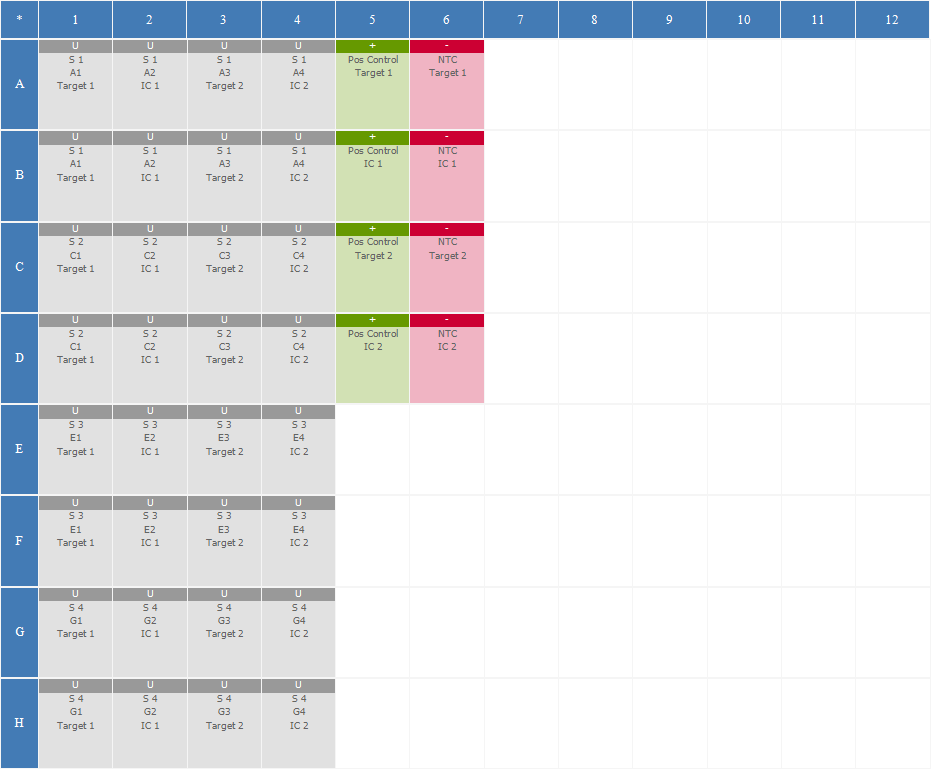 * 1 2 3 4 5 6 7 8 9 10 11 12
U U U U + -
S 1 S 1 S 1 S 1 Pos Control NTC
A A1 A2 A3 A4 Target 1 Target 1
Target 1 IC 1 Target 2 IC 2
U U U U + -
S 1 S 1 S 1 S 1 Pos Control NTC
B A1 A2 A3 A4 IC 1 IC 1
Target 1 IC 1 Target 2 IC 2
U U U U + -
S 2 S 2 S 2 S 2 Pos Control NTC
C C1 C2 C3 C4 Target 2 Target 2
Target 1 IC 1 Target 2 IC 2
U U U U + -
S 2 S 2 S 2 S 2 Pos Control NTC
D C1 C2 C3 C4 IC 2 IC 2
Target 1 IC 1 Target 2 IC 2
U U U U
S 3 S 3 S 3 S 3
E E1 E2 E3 E4
Target 1 IC 1 Target 2 IC 2
U U U U
S 3 S 3 S 3 S 3
F E1 E2 E3 E4
Target 1 IC 1 Target 2 IC 2
U U U U
S 4 S 4 S 4 S 4
G G1 G2 G3 G4
Target 1 IC 1 Target 2 IC 2
U U U U
S 4 S 4 S 4 S 4
H G1 G2 G3 G4
Target 1 IC 1 Target 2 IC 2